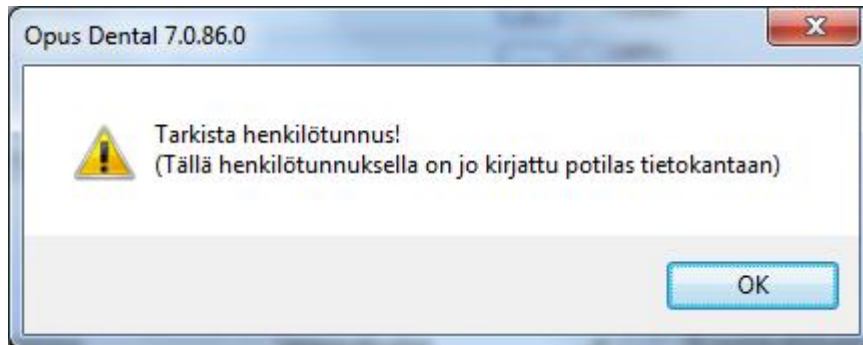 Opus Dental 7.0.86.0
Tarkista henkilötunnus!
(Tällä henkilötunnuksella on jo kirjattu potilas tietokantaan)
OK